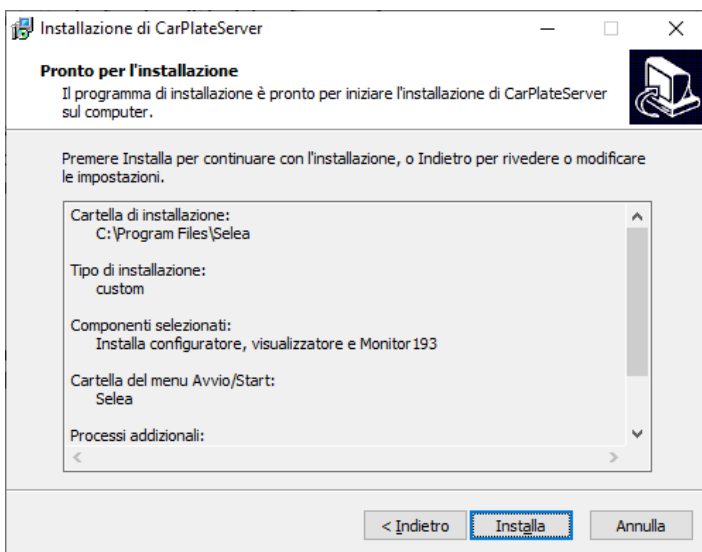 Installazione di CarPlateServer
Pronto per l'installazione
Il programma di installazione è pronto per iniziare l'installazione di CarPlateServer
sul computer.
Premere Installa per continuare con l'installazione, o Indietro per rivedere o modificare
le impostazioni.
Cartella di installazione:
C:\Program Files\Selea
Tipo di installazione:
custom
Componenti selezionati:
Installa configuratore, visualizzatore e Monitor193
Cartella del menu Avvio/Start:
Selea
Processi addizionali:
< Indietro
Installa
Annulla